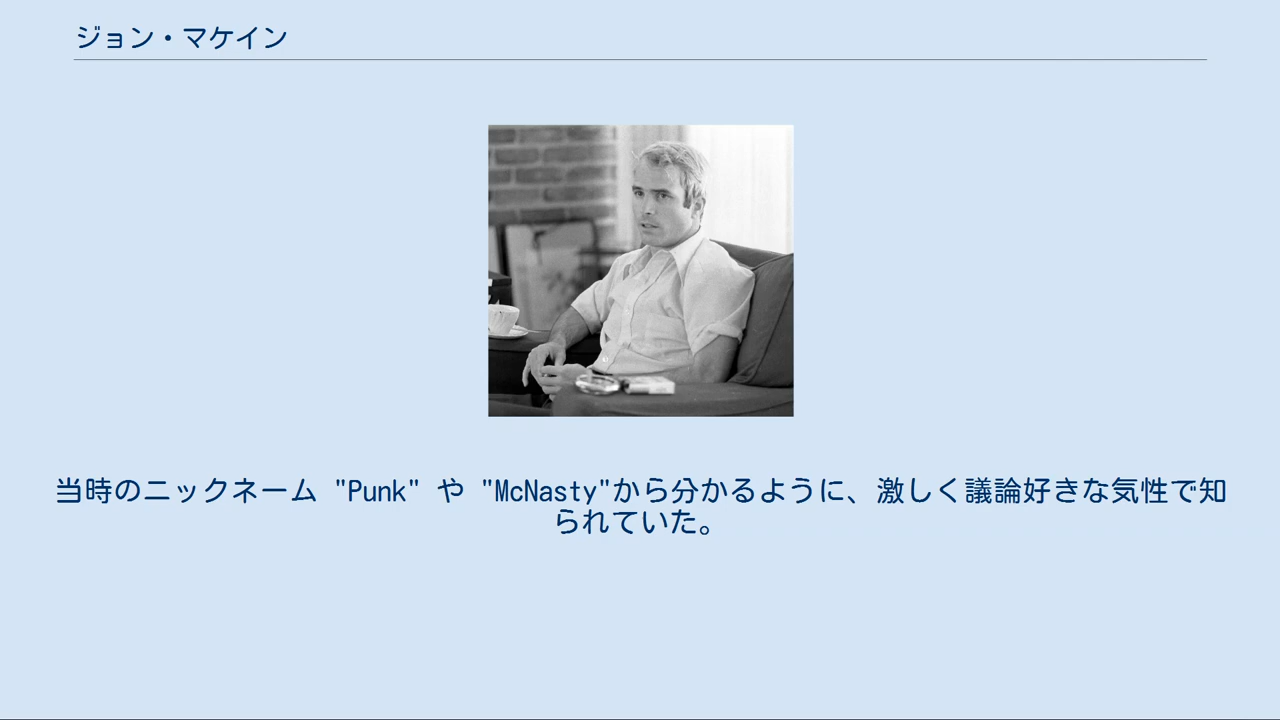 ジョン・マケイン
当時のニックネーム "Punk" や "McNasty"から分かるように、激しく議論好きな気性で知
られていた。